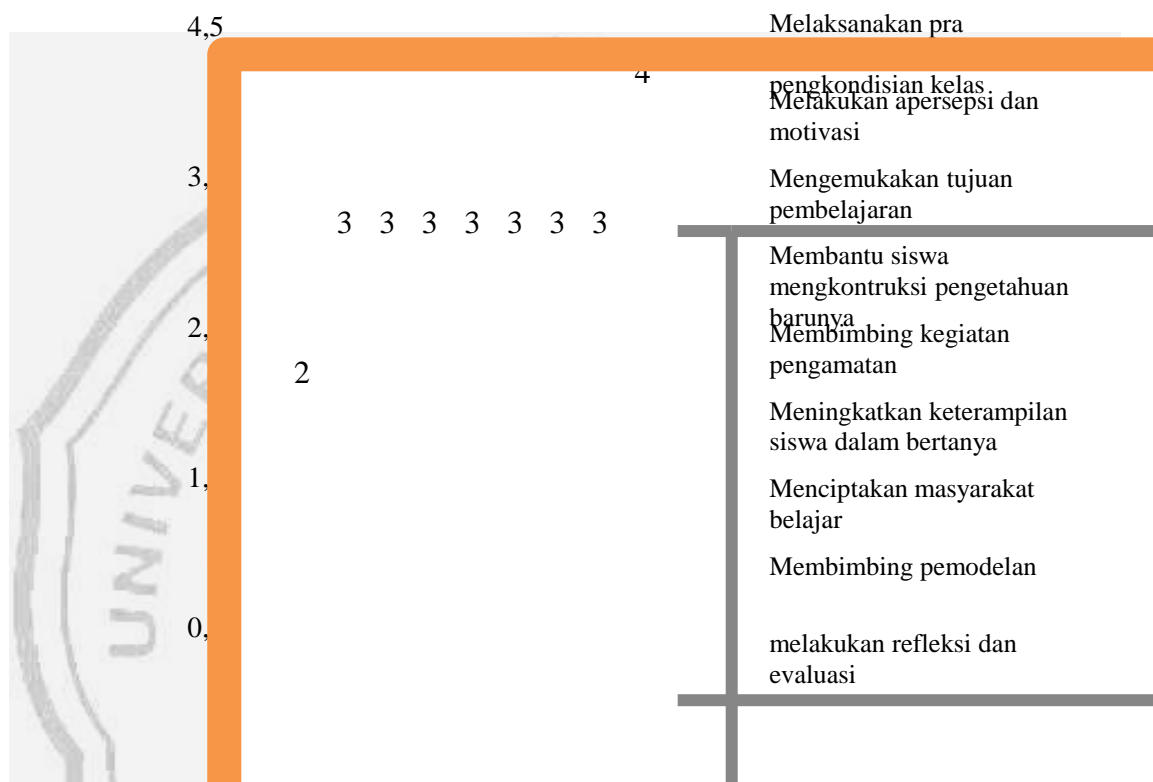 4,5
4
3,
3 3 3 3 3 3 3
2,
2
1,
0,
Melaksanakan pra
pengkondisian kelas
Melakukan apersepsi dan
motivasi
Mengemukakan tujuan
pembelajaran
Membantu siswa
mengkontruksi pengetahuan
barunya
Membimbing kegiatan
pengamatan
Meningkatkan keterampilan
siswa dalam bertanya
Menciptakan masyarakat
belajar
Membimbing pemodelan
melakukan refleksi dan
evaluasi